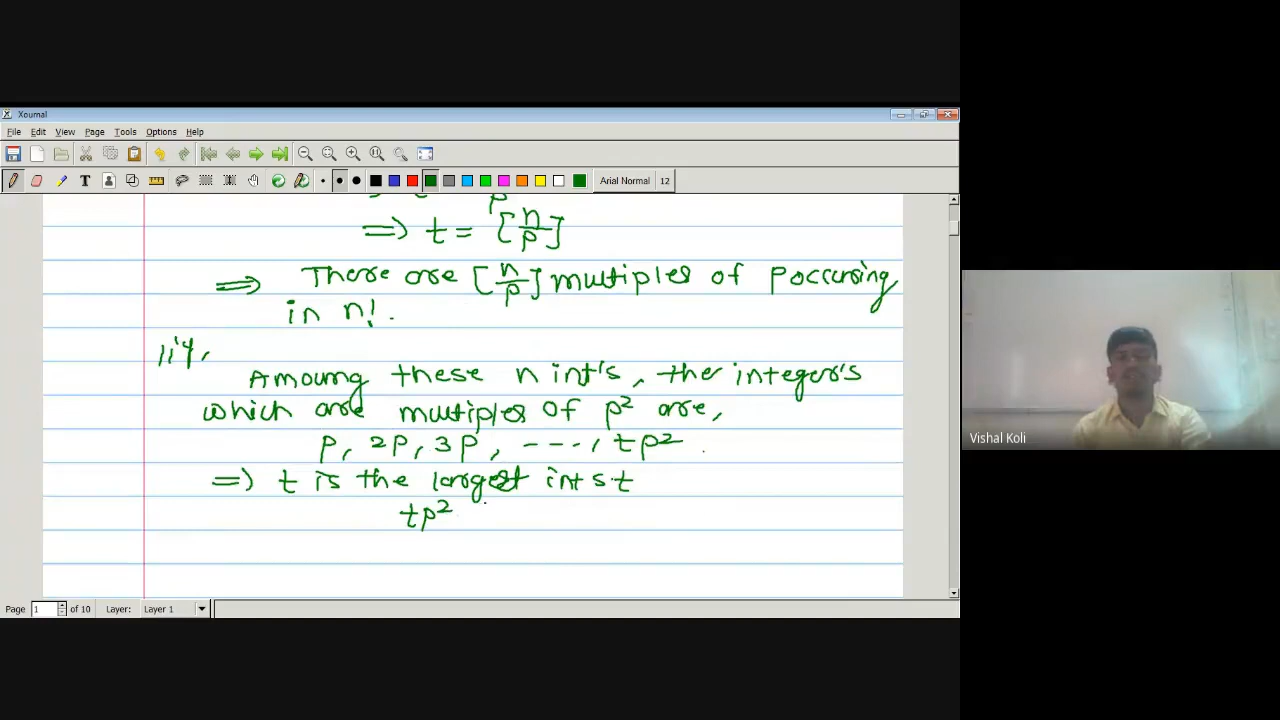 Xournal
File Edit View Page Tools Options Help
Arial Normal 12
p
⟹ t = [n/p]
⟹ There are [n/p] multiples of p occuring
in n!.
11'y,
Amoung these n int's, the integer's
which are multiples of p² are,
p, 2p, 3p, ---, tp²
⟹ t is the largest int s.t
tp²
Vishal Koli
Page 1 of 10 Layer: Layer 1